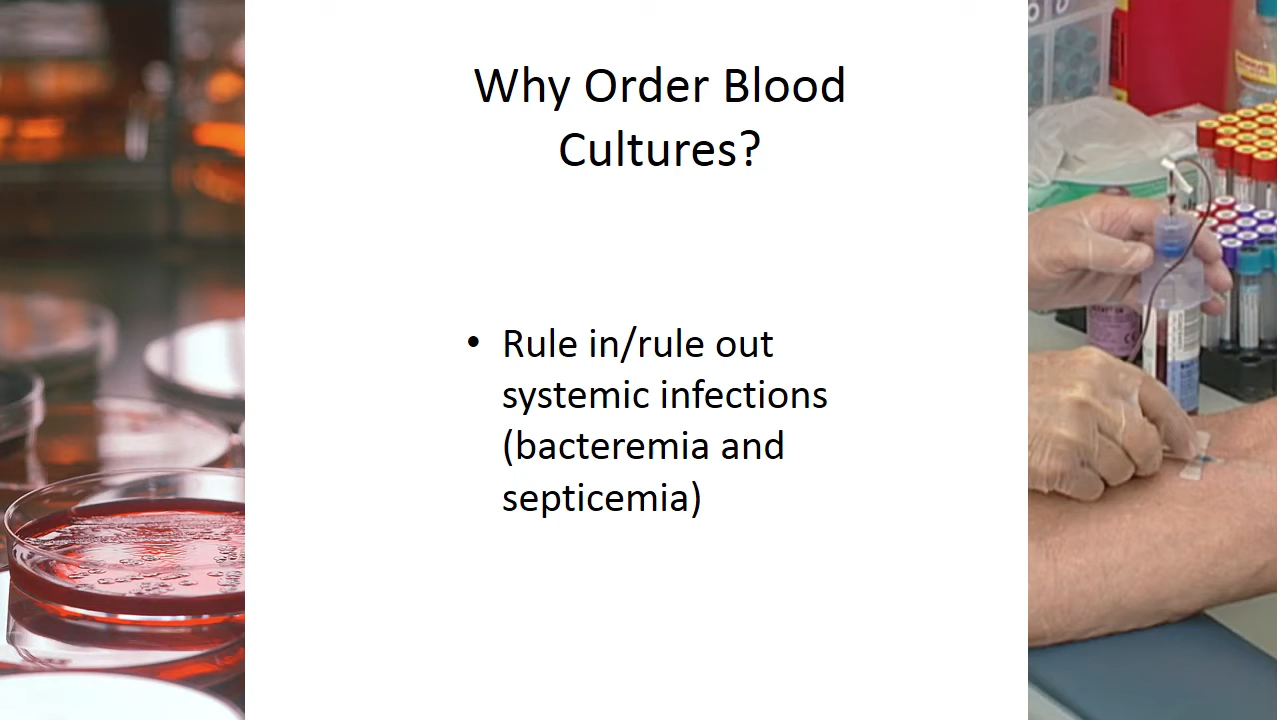 Why Order Blood
Cultures?
• Rule in/rule out
systemic infections
(bacteremia and
septicemia)